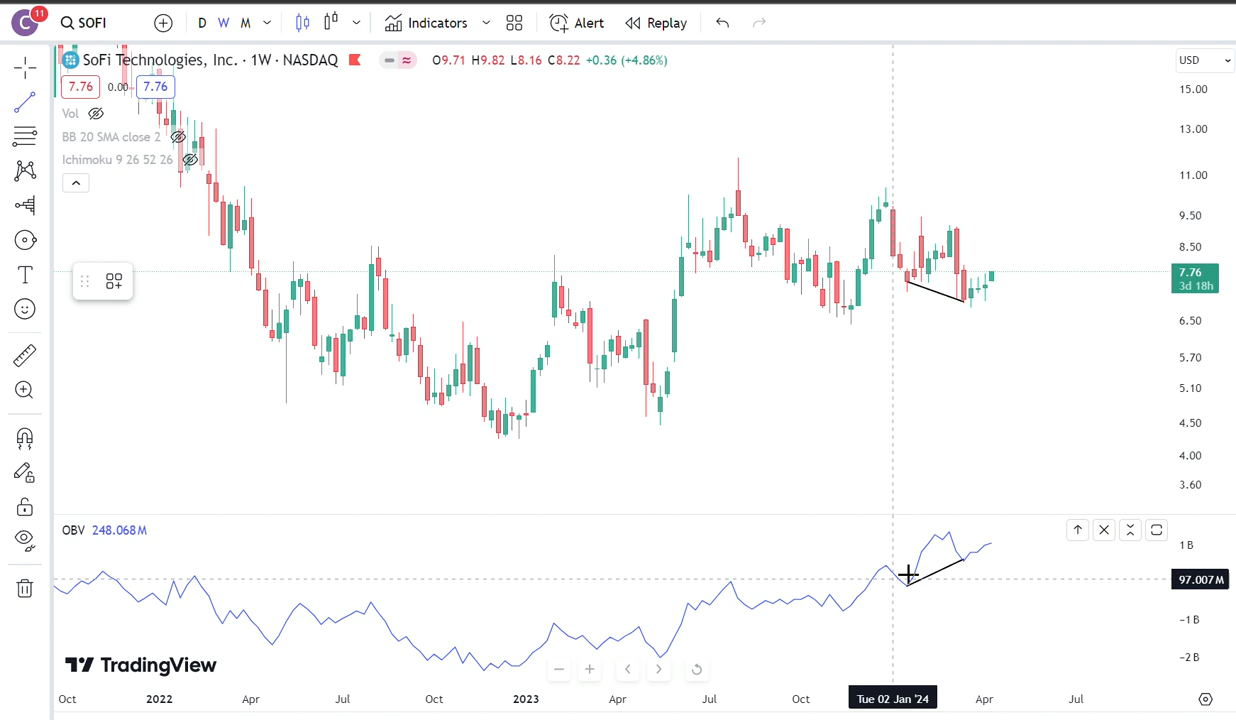 C 11 SOFI D W M Indicators Alert Replay
SoFi Technologies, Inc. · 1W · NASDAQ O9.71 H9.82 L8.16 C8.22 +0.36 (+4.86%) USD
7.76 0.00 7.76
Vol
BB 20 SMA close 2
Ichimoku 9 26 52 26
15.00
13.00
11.00
9.50
8.50
7.76
3d 18h
6.50
5.70
5.10
4.50
4.00
3.60
OBV 248.068M
1B
97.007M
−1B
−2B
TradingView
Oct 2022 Apr Jul Oct 2023 Apr Jul Oct Tue 02 Jan '24 Apr Jul